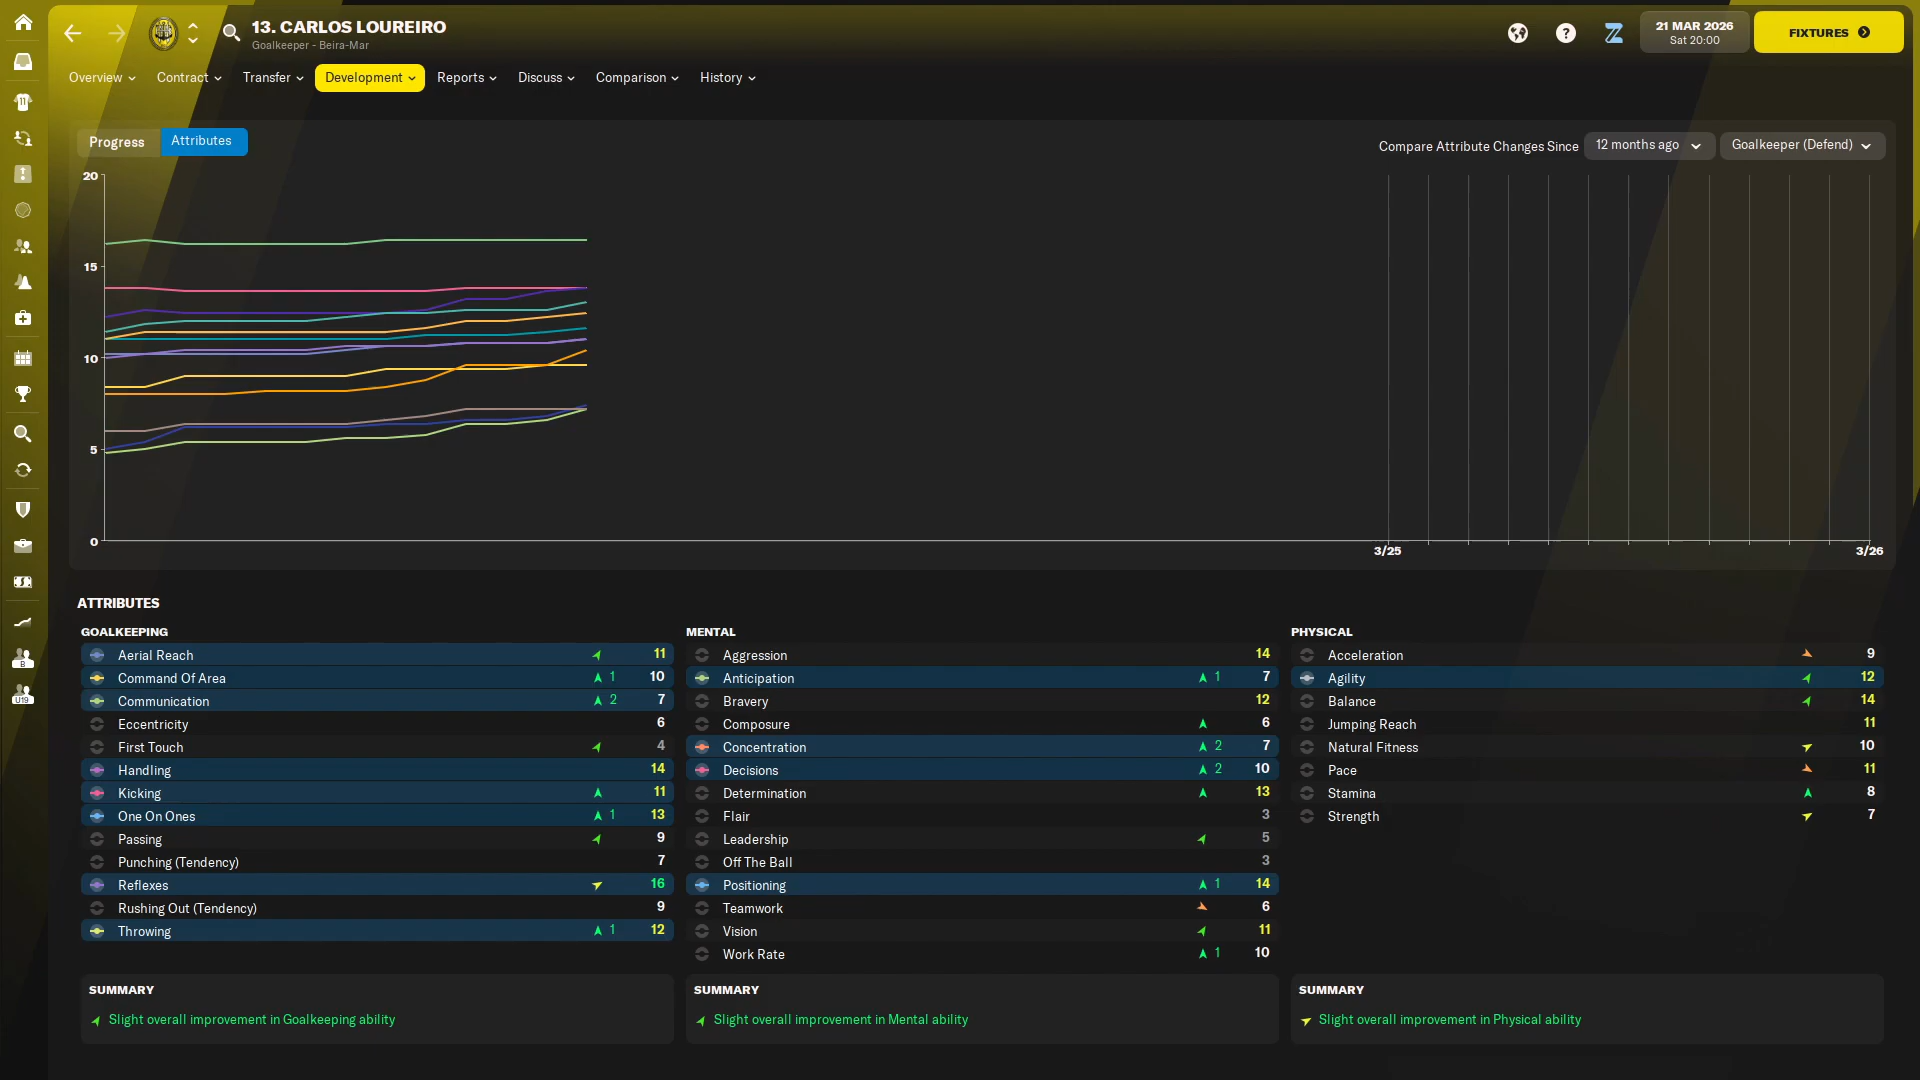 13. CARLOS LOUREIRO
Goalkeeper - Beira-Mar
21 MAR 2026
Sat 20:00
FIXTURES
Overview
Contract
Transfer
Development
Reports
Discuss
Comparison
History
Progress
Attributes
Compare Attribute Changes Since
12 months ago
Goalkeeper (Defend)
20
15
10
5
0
3/25
3/26
ATTRIBUTES
GOALKEEPING
Aerial Reach 11
Command Of Area 1 10
Communication 2 7
Eccentricity 6
First Touch 4
Handling 14
Kicking 11
One On Ones 1 13
Passing 9
Punching (Tendency) 7
Reflexes 16
Rushing Out (Tendency) 9
Throwing 1 12
SUMMARY
Slight overall improvement in Goalkeeping ability
MENTAL
Aggression 14
Anticipation 1 7
Bravery 12
Composure 6
Concentration 2 7
Decisions 2 10
Determination 13
Flair 3
Leadership 5
Off The Ball 3
Positioning 1 14
Teamwork 6
Vision 11
Work Rate 1 10
SUMMARY
Slight overall improvement in Mental ability
PHYSICAL
Acceleration 9
Agility 12
Balance 14
Jumping Reach 11
Natural Fitness 10
Pace 11
Stamina 8
Strength 7
SUMMARY
Slight overall improvement in Physical ability
11
B
U19